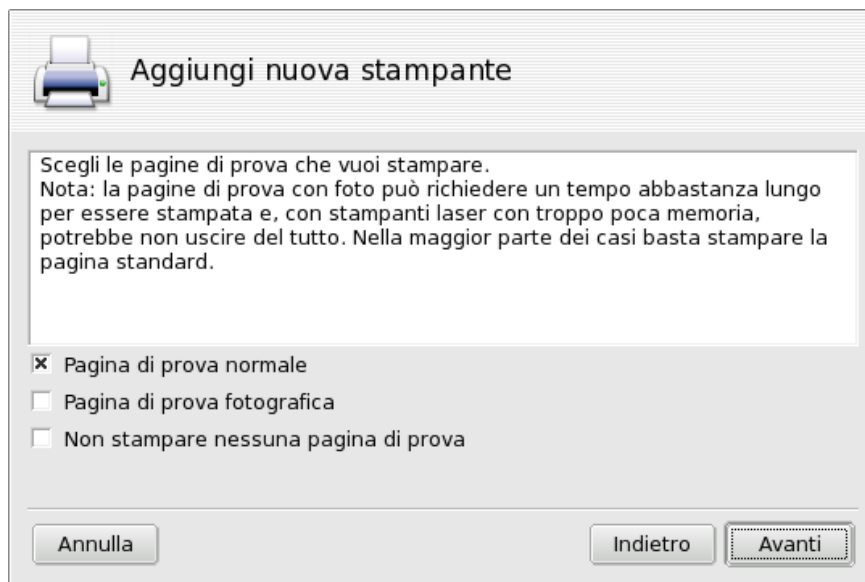 Aggiungi nuova stampante
Scegli le pagine di prova che vuoi stampare.
Nota: la pagine di prova con foto può richiedere un tempo abbastanza lungo
per essere stampata e, con stampanti laser con troppo poca memoria,
potrebbe non uscire del tutto. Nella maggior parte dei casi basta stampare la
pagina standard.
Pagina di prova normale
Pagina di prova fotografica
Non stampare nessuna pagina di prova
Annulla
Indietro
Avanti